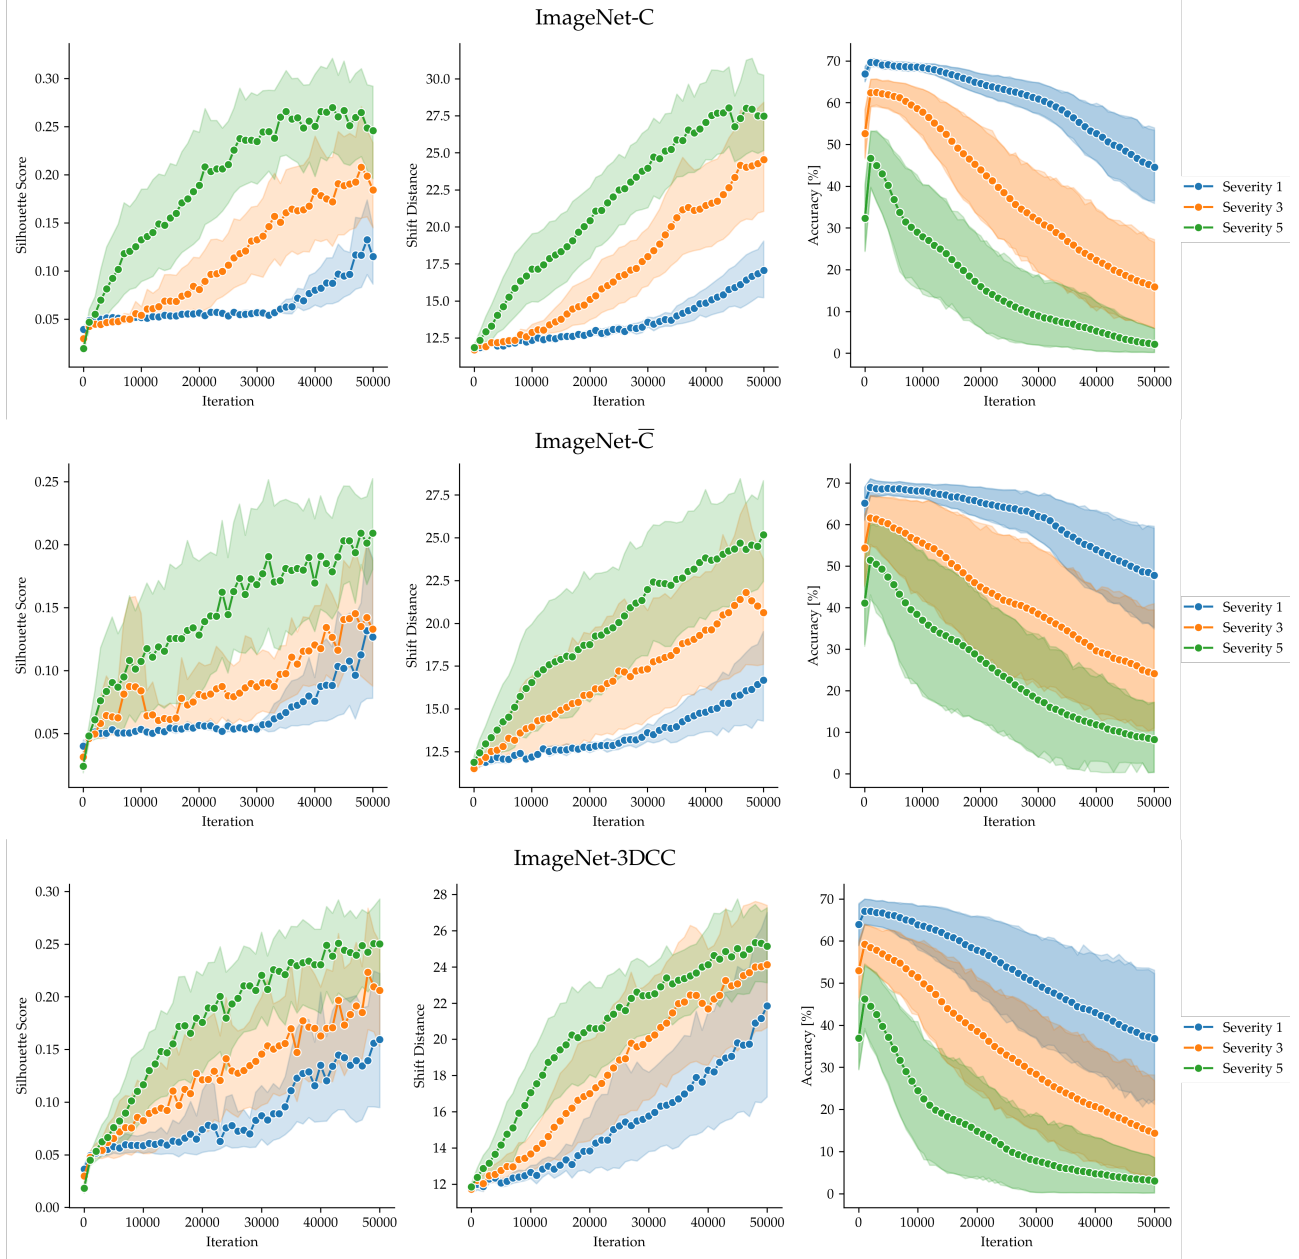 ImageNet-C
Silhouette Score
0.30
0.25
0.20
0.15
0.10
0.05
0 10000 20000 30000 40000 50000
Iteration
Shift Distance
30.0
27.5
25.0
22.5
20.0
17.5
15.0
12.5
0 10000 20000 30000 40000 50000
Iteration
Accuracy [%]
70
60
50
40
30
20
10
0
0 10000 20000 30000 40000 50000
Iteration
Severity 1
Severity 3
Severity 5
ImageNet-C̅
Silhouette Score
0.25
0.20
0.15
0.10
0.05
0 10000 20000 30000 40000 50000
Iteration
Shift Distance
27.5
25.0
22.5
20.0
17.5
15.0
12.5
0 10000 20000 30000 40000 50000
Iteration
Accuracy [%]
70
60
50
40
30
20
10
0
0 10000 20000 30000 40000 50000
Iteration
Severity 1
Severity 3
Severity 5
ImageNet-3DCC
Silhouette Score
0.30
0.25
0.20
0.15
0.10
0.05
0.00
0 10000 20000 30000 40000 50000
Iteration
Shift Distance
28
26
24
22
20
18
16
14
12
0 10000 20000 30000 40000 50000
Iteration
Accuracy [%]
70
60
50
40
30
20
10
0
0 10000 20000 30000 40000 50000
Iteration
Severity 1
Severity 3
Severity 5